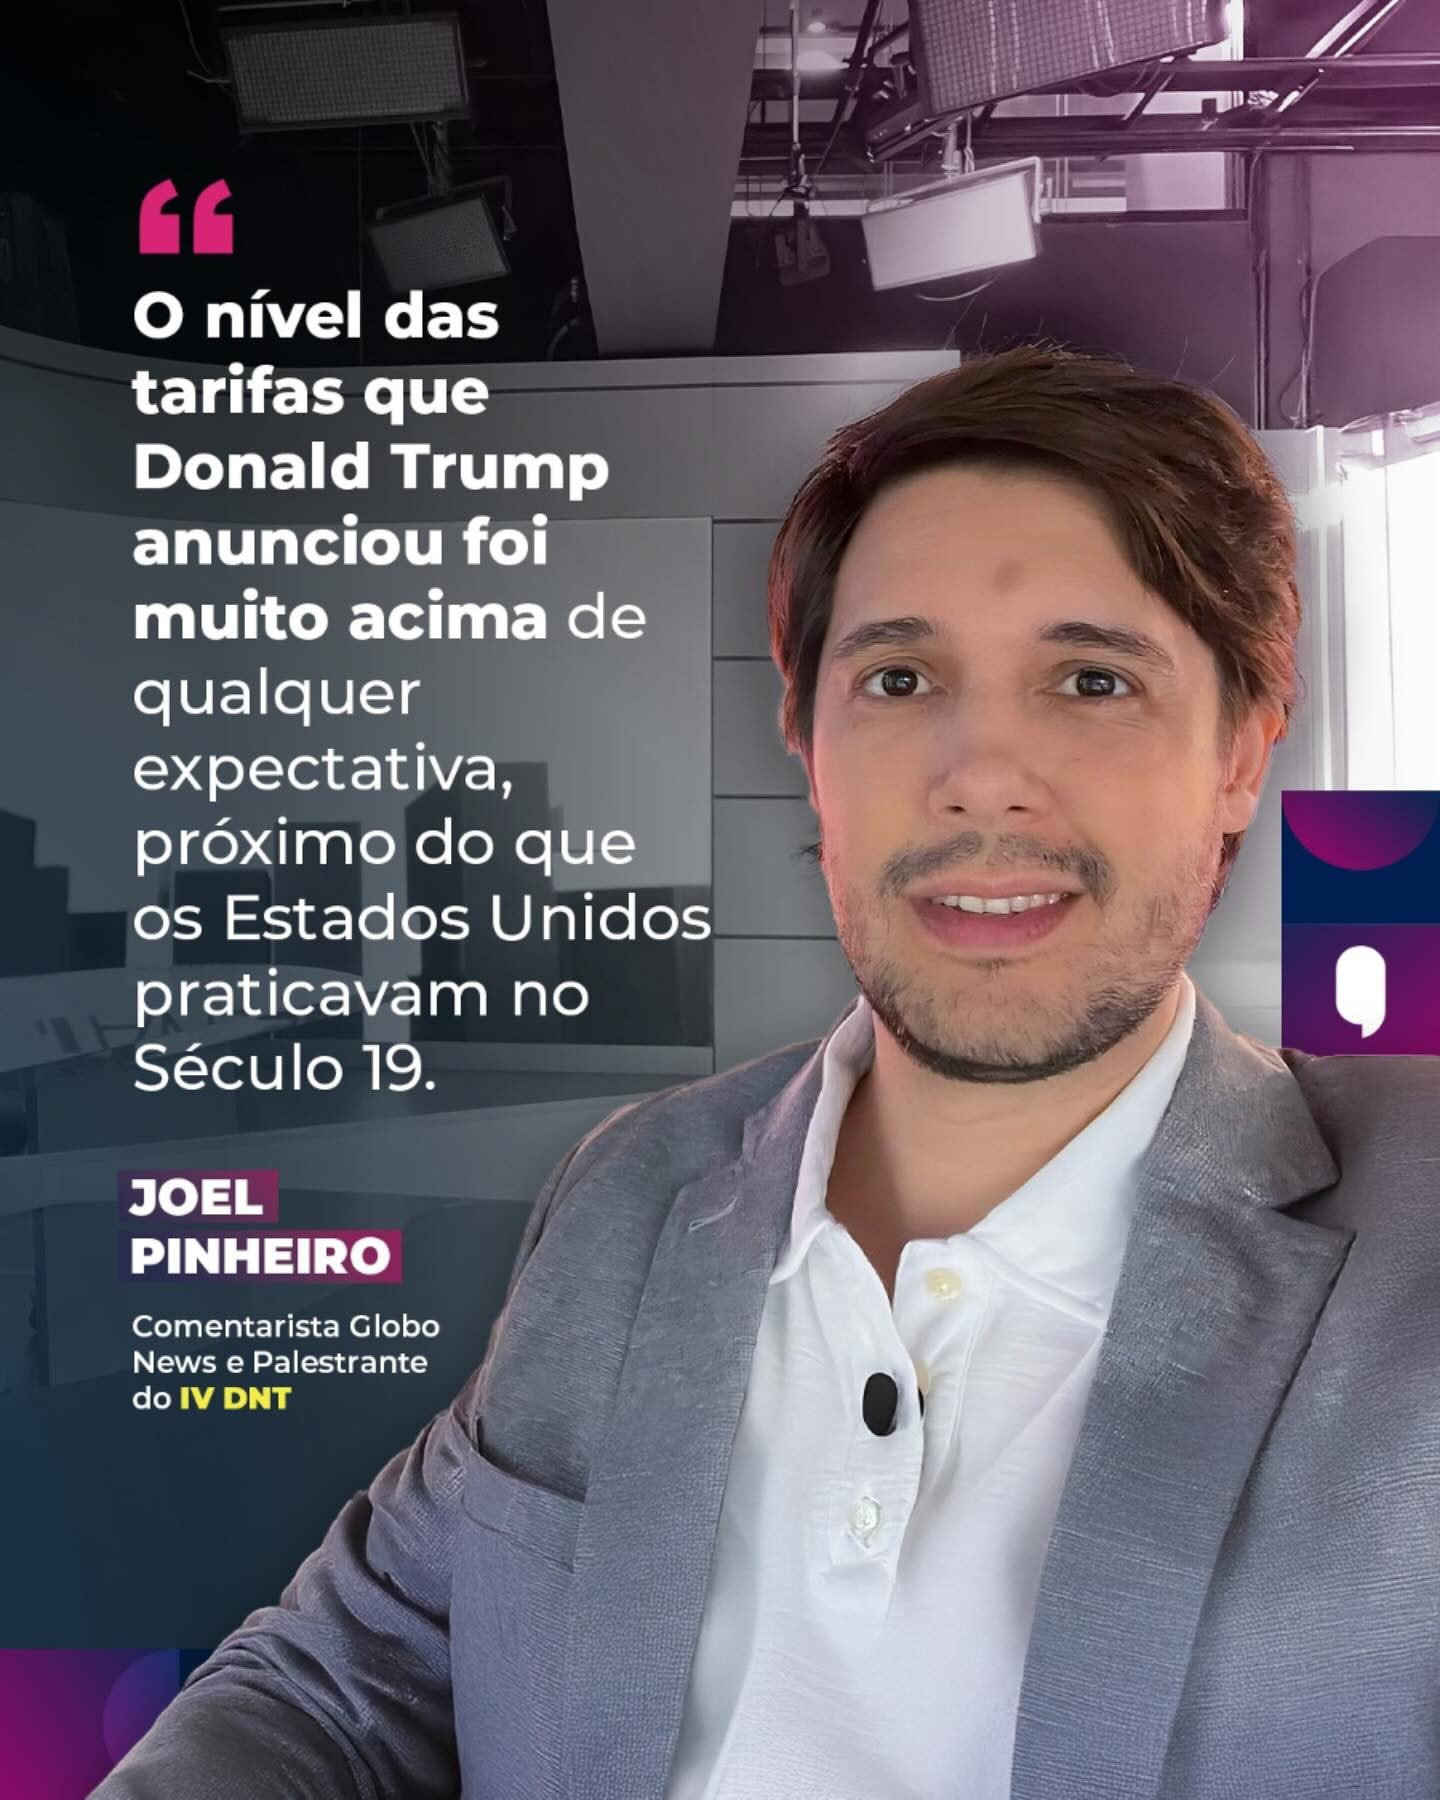 “
O nível das
tarifas que
Donald Trump
anunciou foi
muito acima de
qualquer
expectativa,
próximo do que
os Estados Unidos
praticavam no
Século 19.
JOEL
PINHEIRO
Comentarista Globo
News e Palestrante
do IV DNT